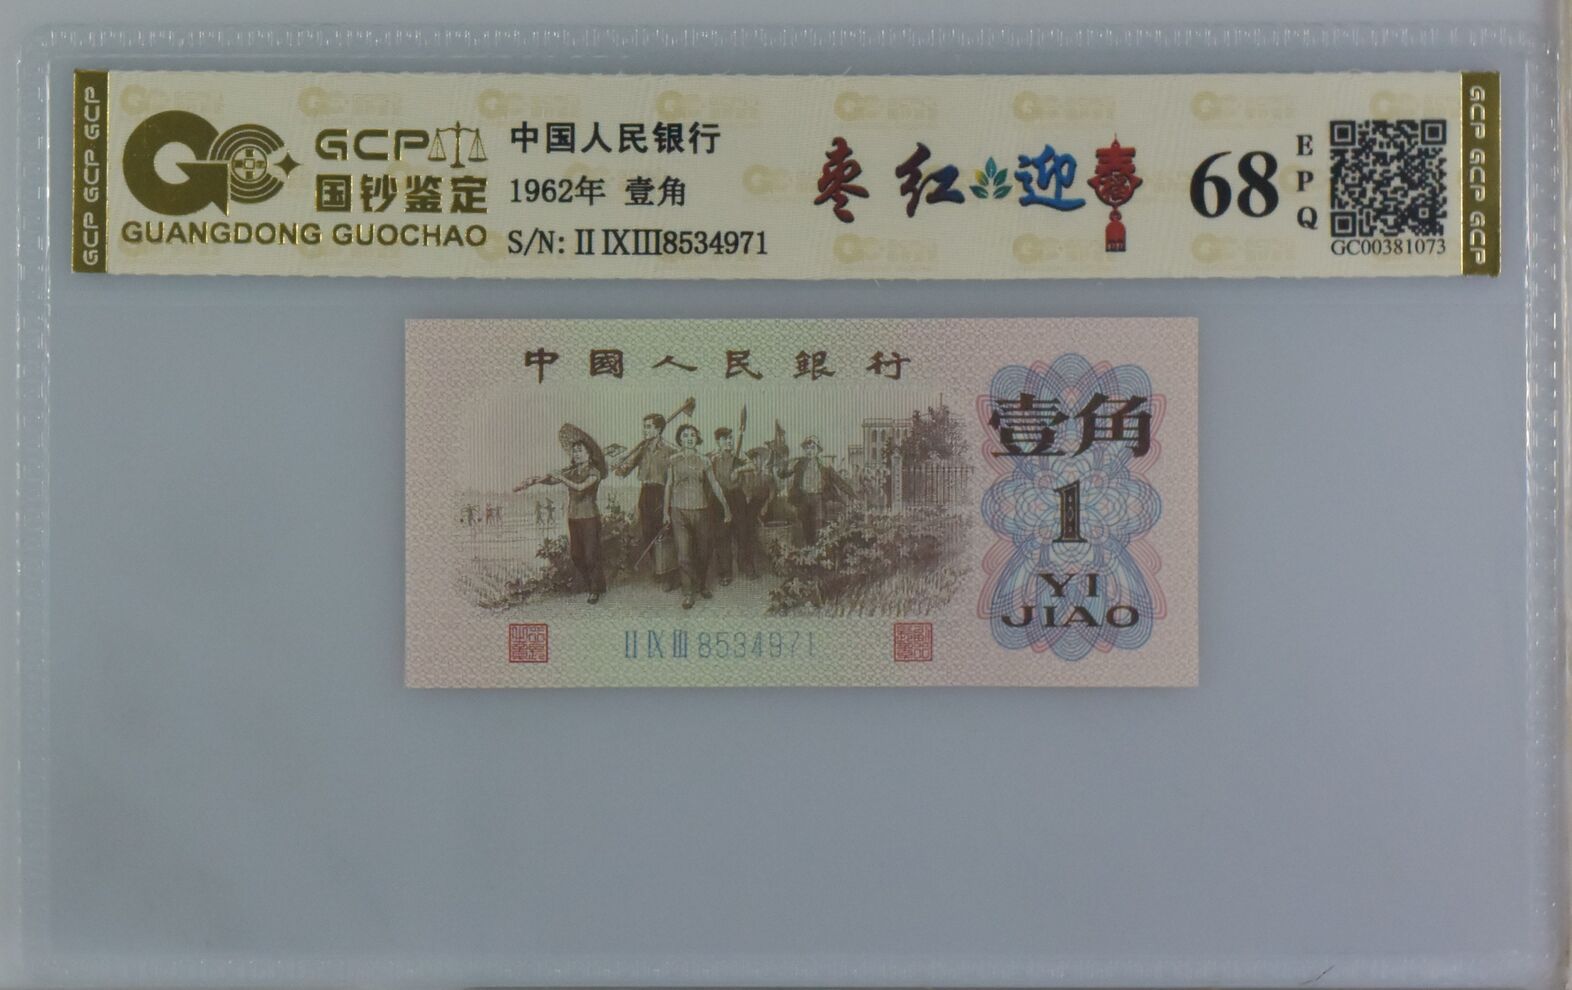 GCP GCP GCP
GCP
国钞鉴定
GUANGDONG GUOCHAO
中国人民银行
1962年 壹角
S/N: II IX III8534971
枣红迎春
68
EPQ
GC00381073
GCP GCP GCP
中國人民銀行
壹角
1
YI
JIAO
II IX III 8534971